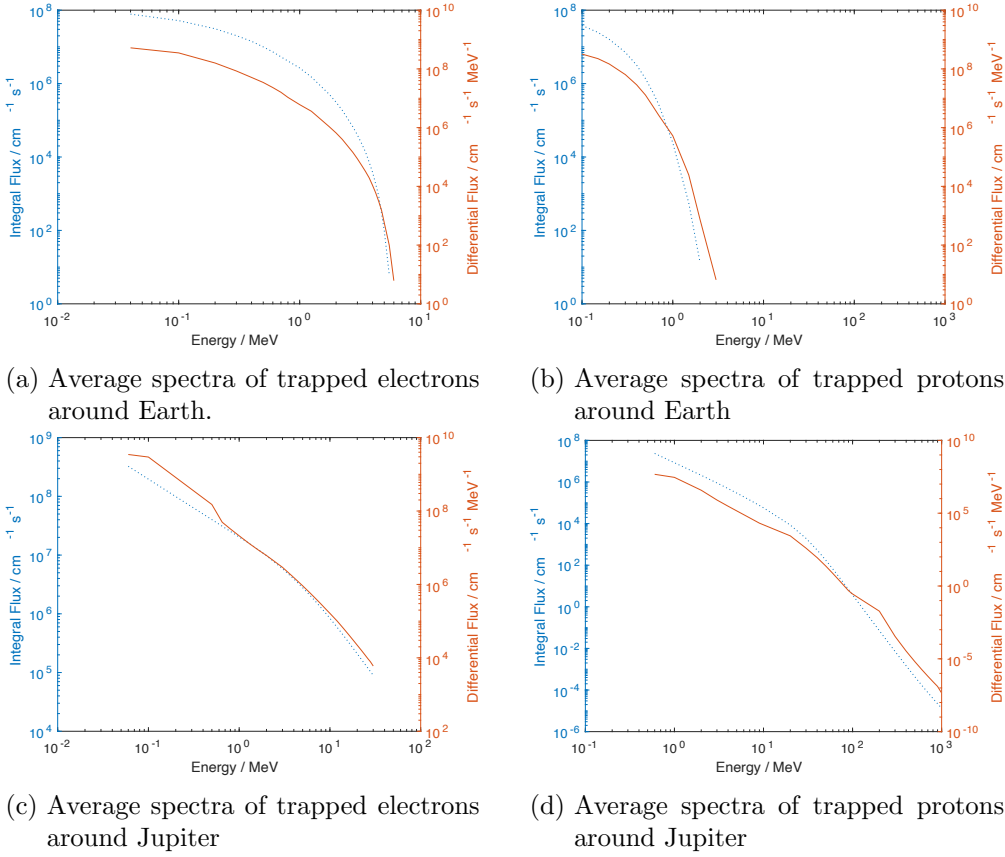 10^8
10^6
10^4
10^2
10^0
Integral Flux / cm ^-1 s^-1
10^10
10^8
10^6
10^4
10^2
10^0
Differential Flux / cm ^-1 s^-1 MeV^-1
10^-2 10^-1 10^0 10^1
Energy / MeV
(a) Average spectra of trapped electrons
around Earth.
10^8
10^6
10^4
10^2
10^0
Integral Flux / cm ^-1 s^-1
10^10
10^8
10^6
10^4
10^2
10^0
Differential Flux / cm ^-1 s^-1 MeV^-1
10^-1 10^0 10^1 10^2 10^3
Energy / MeV
(b) Average spectra of trapped protons
around Earth
10^9
10^8
10^7
10^6
10^5
10^4
Integral Flux / cm ^-1 s^-1
10^10
10^8
10^6
10^4
10^2
Differential Flux / cm ^-1 s^-1 MeV^-1
10^-2 10^-1 10^0 10^1 10^2
Energy / MeV
(c) Average spectra of trapped electrons
around Jupiter
10^8
10^6
10^4
10^2
10^0
10^-2
10^-4
10^-6
Integral Flux / cm ^-1 s^-1
10^10
10^5
10^0
10^-5
10^-10
Differential Flux / cm ^-1 s^-1 MeV^-1
10^-1 10^0 10^1 10^2 10^3
Energy / MeV
(d) Average spectra of trapped protons
around Jupiter